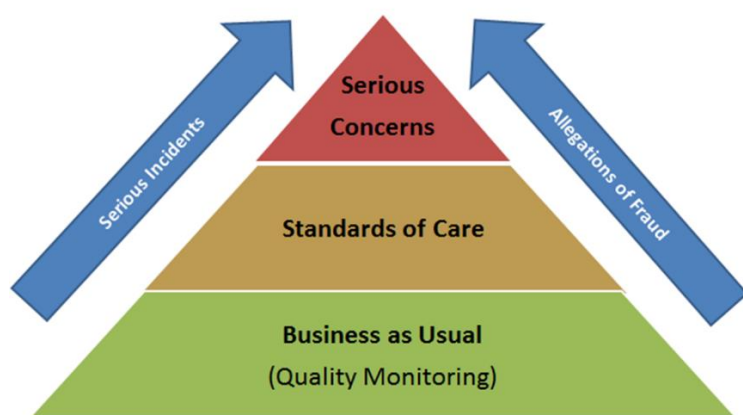 Serious
Concerns
Serious Incidents
Allegations of Fraud
Standards of Care
Business as Usual
(Quality Monitoring)